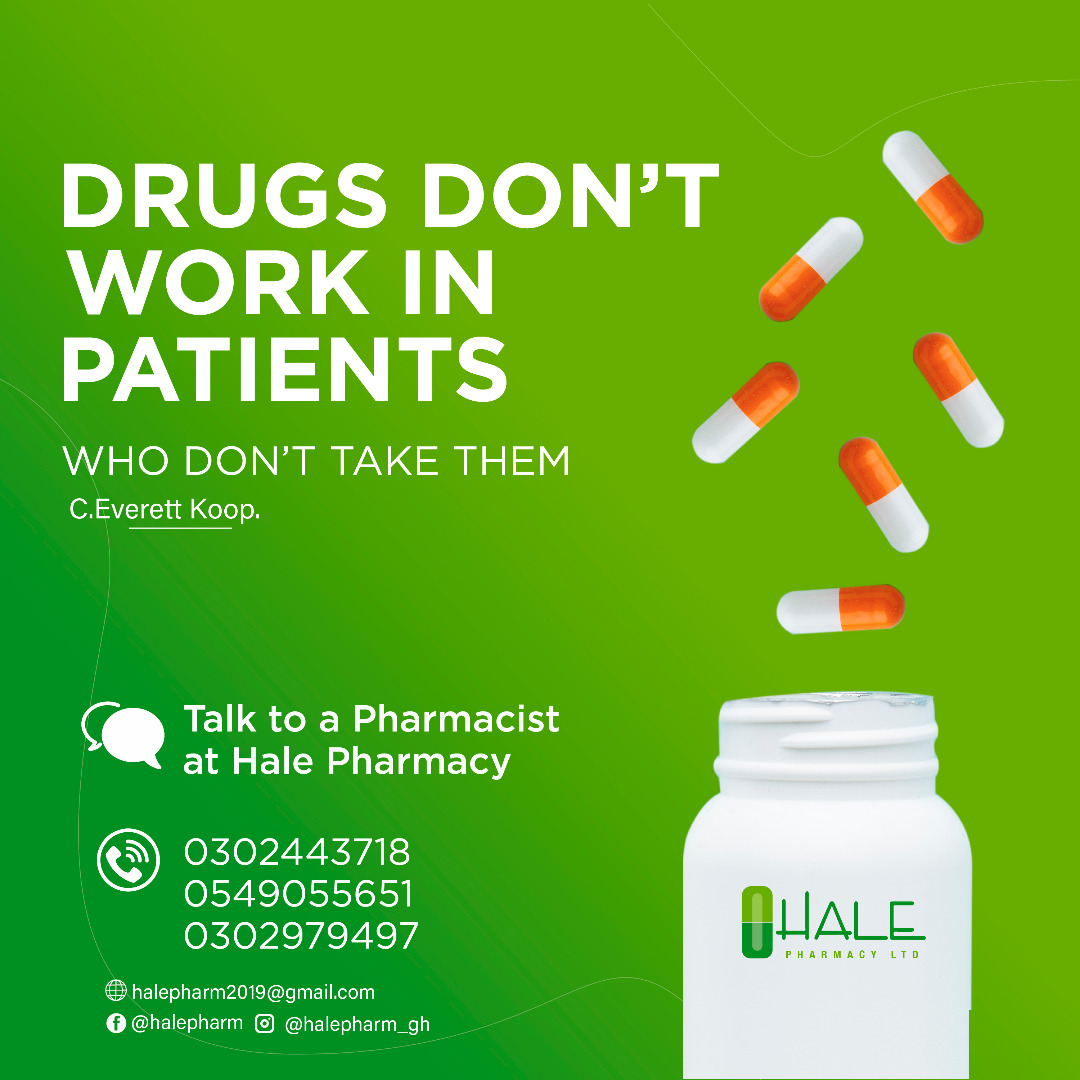 DRUGS DON'T
WORK IN
PATIENTS
WHO DON'T TAKE THEM
C.Everett Koop.
Talk to a Pharmacist
at Hale Pharmacy
0302443718
0549055651
0302979497
halepharm2019@gmail.com
@halepharm @halepharm_gh
HALE
PHARMACY LTD